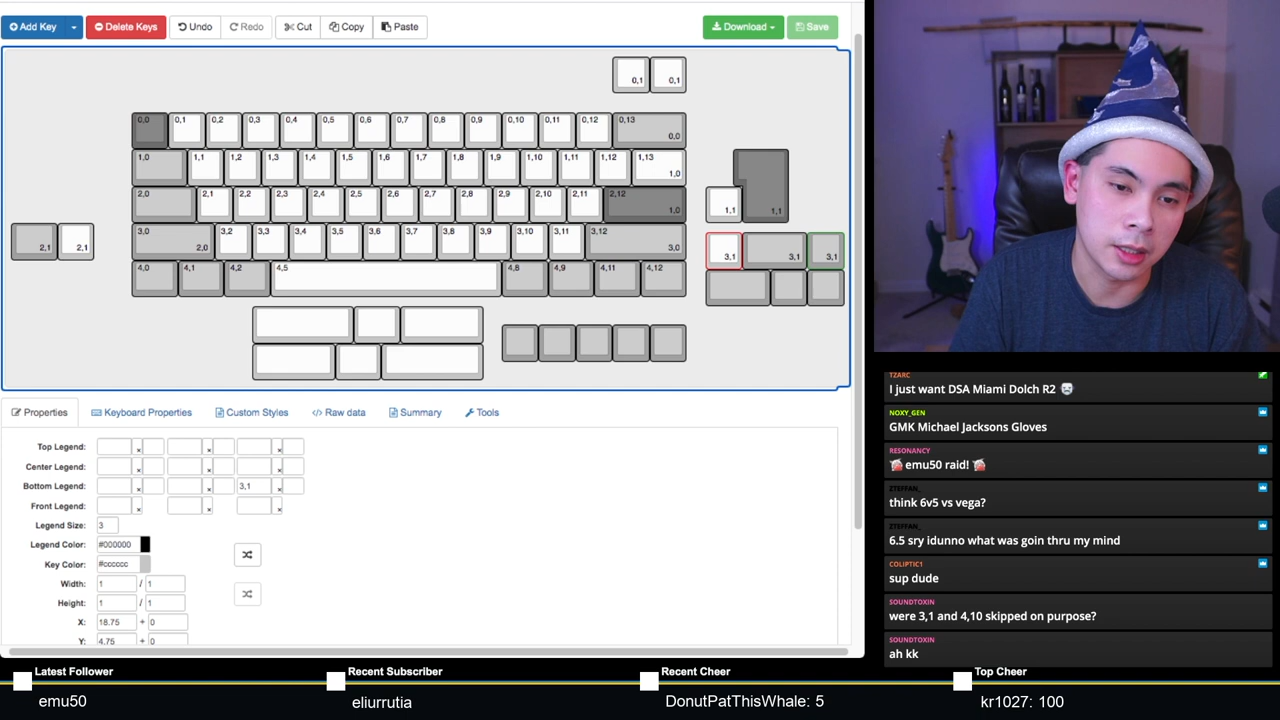 Add Key
Delete Keys
Undo
Redo
Cut
Copy
Paste
Download
Save
0,1
0,1
0,0
0,1
0,2
0,3
0,4
0,5
0,6
0,7
0,8
0,9
0,10
0,11
0,12
0,13
0,0
1,0
1,1
1,2
1,3
1,4
1,5
1,6
1,7
1,8
1,9
1,10
1,11
1,12
1,13
1,0
2,0
2,1
2,2
2,3
2,4
2,5
2,6
2,7
2,8
2,9
2,10
2,11
2,12
1,0
1,1
1,1
2,1
2,1
3,0
2,0
3,2
3,3
3,4
3,5
3,6
3,7
3,8
3,9
3,10
3,11
3,12
3,0
3,1
3,1
3,1
4,0
4,1
4,2
4,5
4,8
4,9
4,11
4,12
Properties
Keyboard Properties
Custom Styles
Raw data
Summary
Tools
Top Legend:
Center Legend:
Bottom Legend:
3,1
Front Legend:
Legend Size:
3
Legend Color:
#000000
Key Color:
#cccccc
Width:
1 / 1
Height:
1 / 1
X:
18.75 + 0
Y:
4.75 + 0
TZARC
I just want DSA Miami Dolch R2
NOXY_GEN
GMK Michael Jacksons Gloves
RESONANCY
emu50 raid!
ZTEFFAN_
think 6v5 vs vega?
ZTEFFAN_
6.5 sry idunno what was goin thru my mind
COLIPTIC1
sup dude
SOUNDTOXIN
were 3,1 and 4,10 skipped on purpose?
SOUNDTOXIN
ah kk
Latest Follower
emu50
Recent Subscriber
eliurrutia
Recent Cheer
DonutPatThisWhale: 5
Top Cheer
kr1027: 100